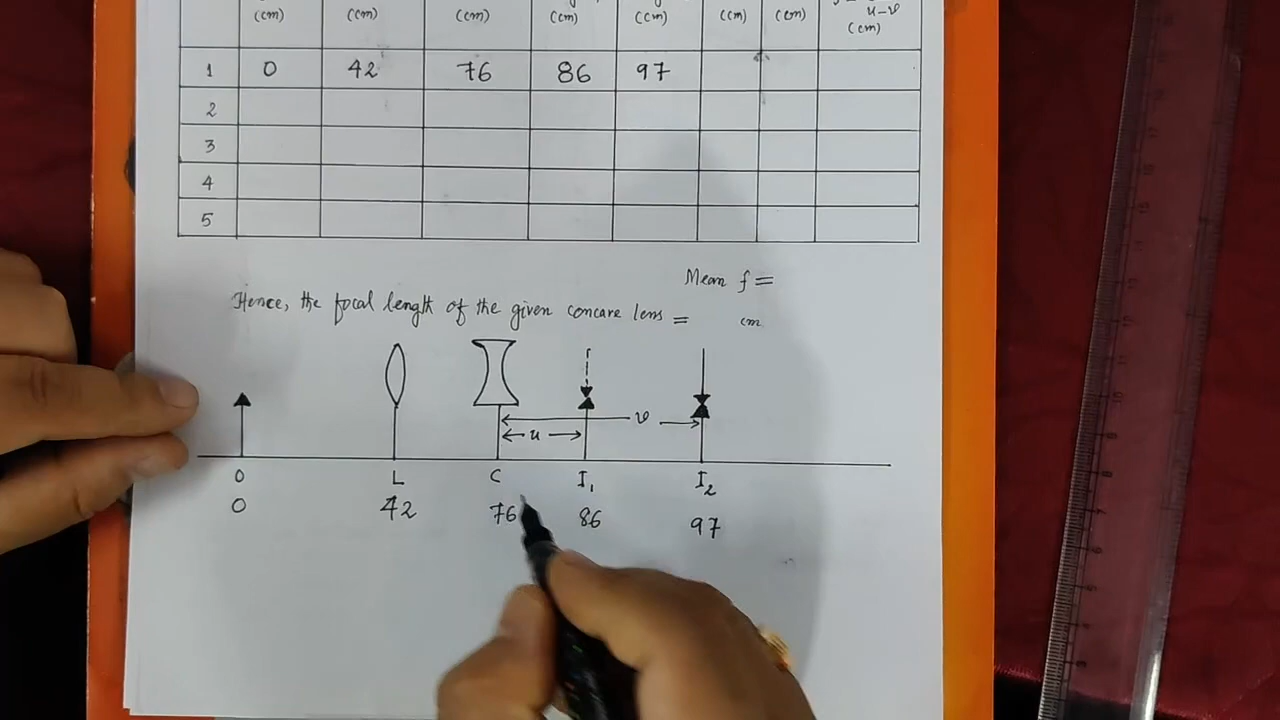 u-v
(cm) (cm) (cm) (cm) (cm) (cm) (cm) (cm)
1 0 42 76 86 97
2
3
4
5
Mean f =
Hence, the focal length of the given concave lens = cm
v
u
O L C I₁ I₂
0 42 76 86 97